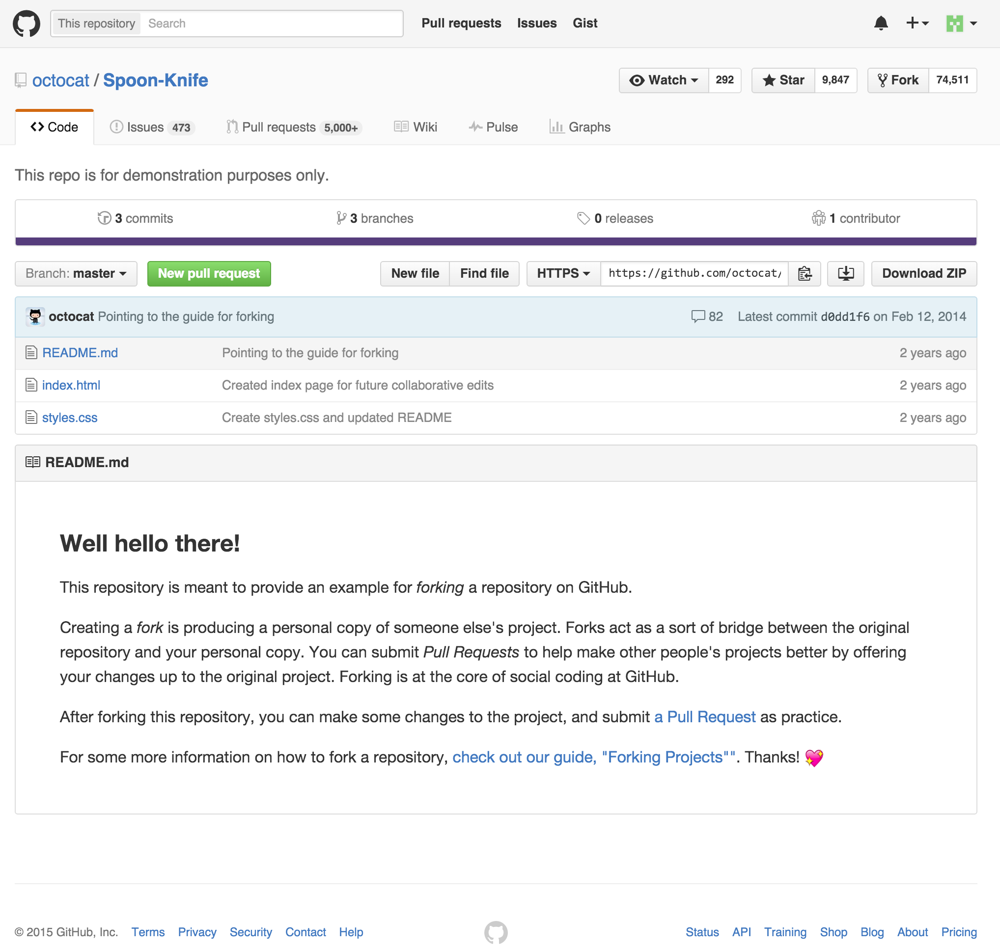 This repository Search Pull requests Issues Gist
octocat / Spoon-Knife Watch 292 Star 9,847 Fork 74,511
Code Issues 473 Pull requests 5,000+ Wiki Pulse Graphs
This repo is for demonstration purposes only.
3 commits 3 branches 0 releases 1 contributor
Branch: master New pull request New file Find file HTTPS https://github.com/octocat/ Download ZIP
octocat Pointing to the guide for forking 82 Latest commit d0dd1f6 on Feb 12, 2014
README.md Pointing to the guide for forking 2 years ago
index.html Created index page for future collaborative edits 2 years ago
styles.css Create styles.css and updated README 2 years ago
README.md
Well hello there!
This repository is meant to provide an example for forking a repository on GitHub.
Creating a fork is producing a personal copy of someone else's project. Forks act as a sort of bridge between the original
repository and your personal copy. You can submit Pull Requests to help make other people's projects better by offering
your changes up to the original project. Forking is at the core of social coding at GitHub.
After forking this repository, you can make some changes to the project, and submit a Pull Request as practice.
For some more information on how to fork a repository, check out our guide, "Forking Projects"". Thanks! 💖
© 2015 GitHub, Inc. Terms Privacy Security Contact Help Status API Training Shop Blog About Pricing